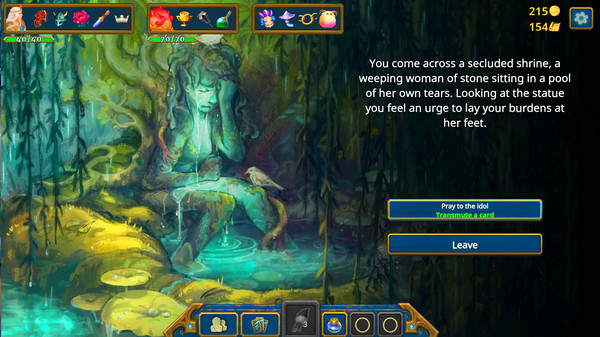 215
154
40/40
70/70
You come across a secluded shrine, a
weeping woman of stone sitting in a pool
of her own tears. Looking at the statue
you feel an urge to lay your burdens at
her feet.
Pray to the idol
Transmute a card
Leave
3